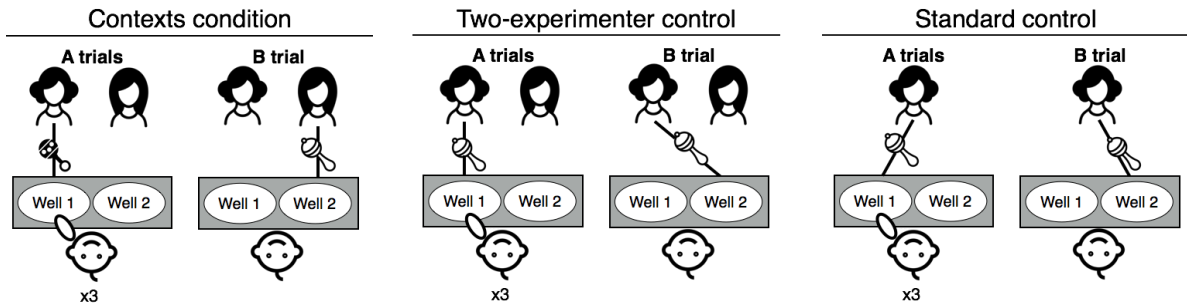 Contexts condition
A trials
B trial
Well 1
Well 2
Well 1
Well 2
x3
Two-experimenter control
A trials
B trial
Well 1
Well 2
Well 1
Well 2
x3
Standard control
A trials
B trial
Well 1
Well 2
Well 1
Well 2
x3